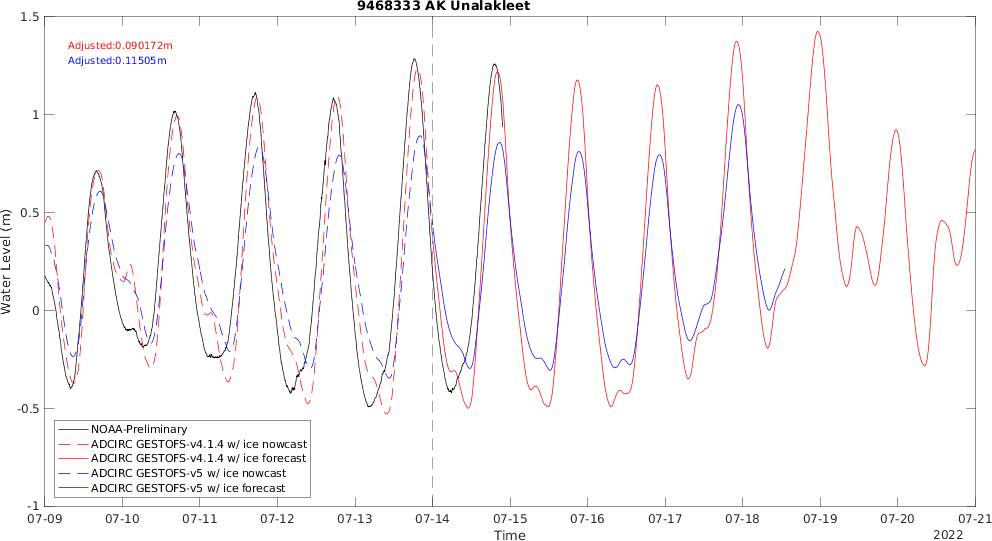 9468333 AK Unalakleet
Adjusted:0.090172m
Adjusted:0.11505m
1.5
1
0.5
0
-0.5
-1
Water Level (m)
NOAA-Preliminary
ADCIRC GESTOFS-v4.1.4 w/ ice nowcast
ADCIRC GESTOFS-v4.1.4 w/ ice forecast
ADCIRC GESTOFS-v5 w/ ice nowcast
ADCIRC GESTOFS-v5 w/ ice forecast
07-09 07-10 07-11 07-12 07-13 07-14 07-15 07-16 07-17 07-18 07-19 07-20 07-21
Time
2022